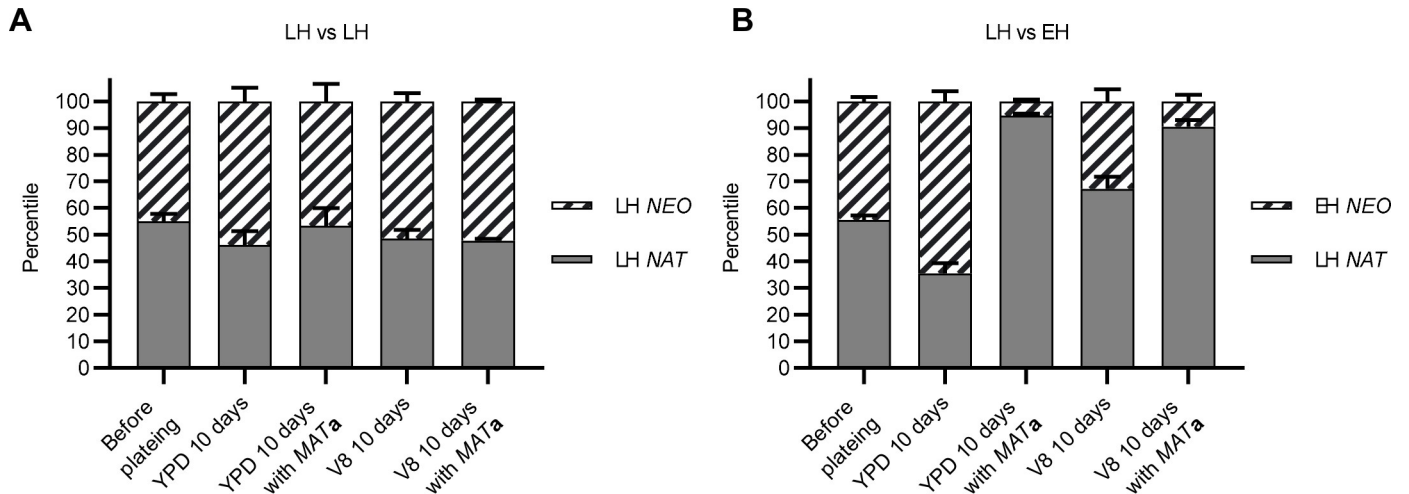 A
LH vs LH
Percentile
100
90
80
70
60
50
40
30
20
10
0
Before
plateing
YPD 10 days
YPD 10 days
with MATa
V8 10 days
V8 10 days
with MATa
LH NEO
LH NAT
B
LH vs EH
Percentile
100
90
80
70
60
50
40
30
20
10
0
Before
plateing
YPD 10 days
YPD 10 days
with MATa
V8 10 days
V8 10 days
with MATa
EH NEO
LH NAT